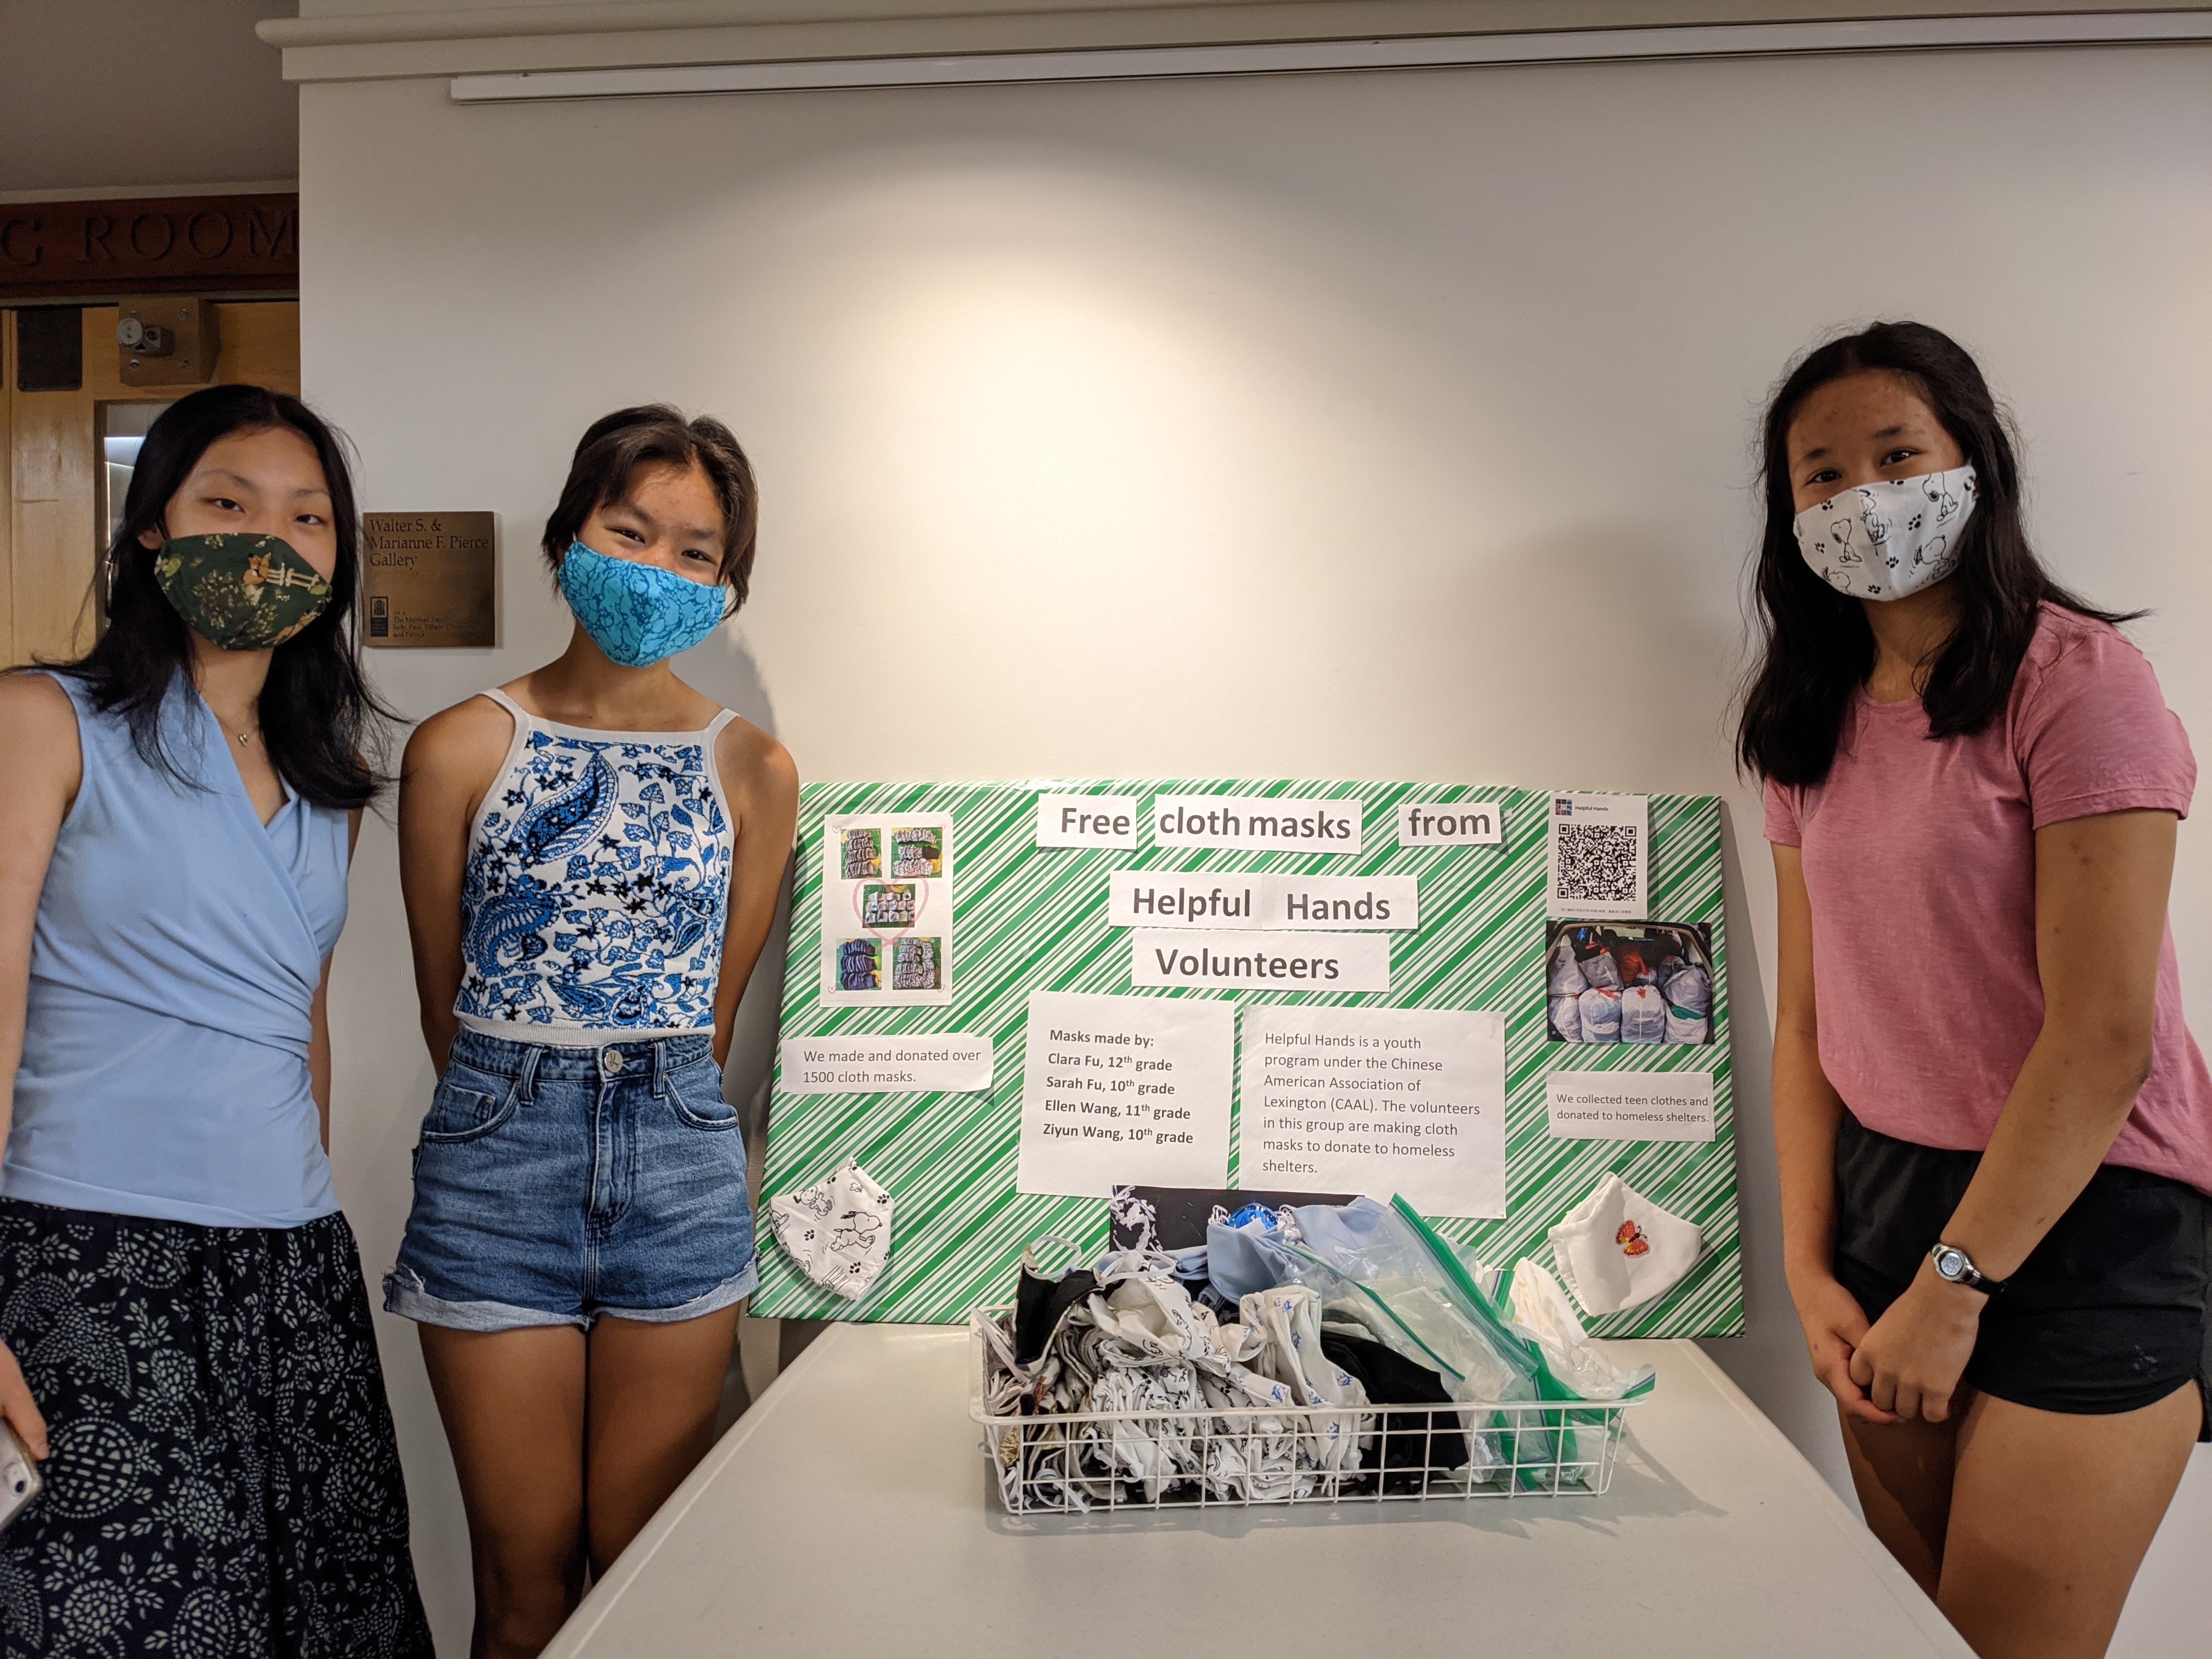 G ROOM
Walter S. &
Marianne F. Pierce
Gallery
Free cloth masks from
Helpful Hands
Volunteers
Helpful Hands
We made and donated over
1500 cloth masks.
Masks made by:
Clara Fu, 12th grade
Sarah Fu, 10th grade
Ellen Wang, 11th grade
Ziyun Wang, 10th grade
Helpful Hands is a youth
program under the Chinese
American Association of
Lexington (CAAL). The volunteers
in this group are making cloth
masks to donate to homeless
shelters.
We collected teen clothes and
donated to homeless shelters.